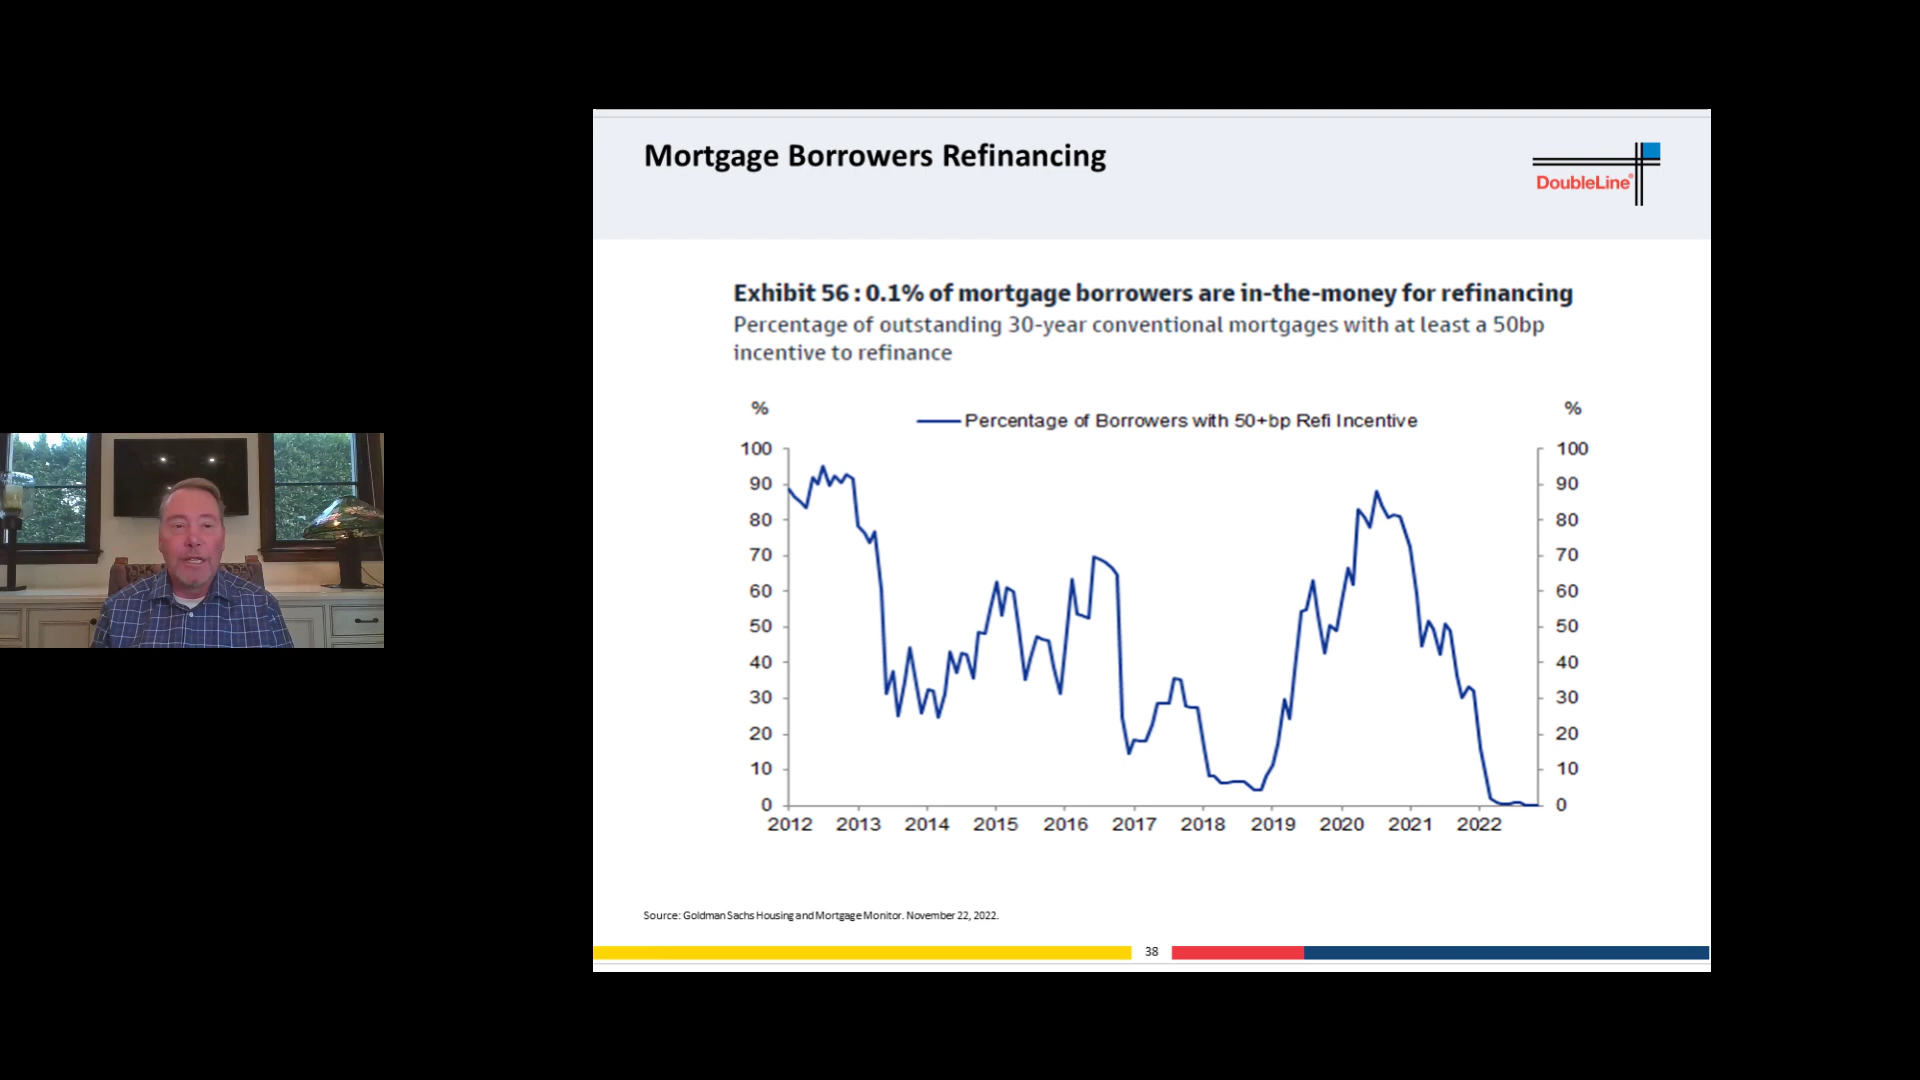 Mortgage Borrowers Refinancing
DoubleLine®
Exhibit 56 : 0.1% of mortgage borrowers are in-the-money for refinancing
Percentage of outstanding 30-year conventional mortgages with at least a 50bp
incentive to refinance
% %
Percentage of Borrowers with 50+bp Refi Incentive
100 100
90 90
80 80
70 70
60 60
50 50
40 40
30 30
20 20
10 10
0 0
2012 2013 2014 2015 2016 2017 2018 2019 2020 2021 2022
Source: Goldman Sachs Housing and Mortgage Monitor. November 22, 2022.
38